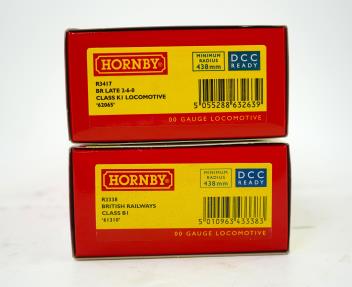 HORNBY
MINIMUM
RADIUS
438mm
DCC
READY
R3417
BR LATE 2-6-0
CLASS K1 LOCOMOTIVE
'62065'
5 055288 632639
00 GAUGE LOCOMOTIVE
HORNBY
MINIMUM
RADIUS
438mm
DCC
READY
R3338
BRITISH RAILWAYS
CLASS B1
'61310'
5 010963 433383
00 GAUGE LOCOMOTIVE